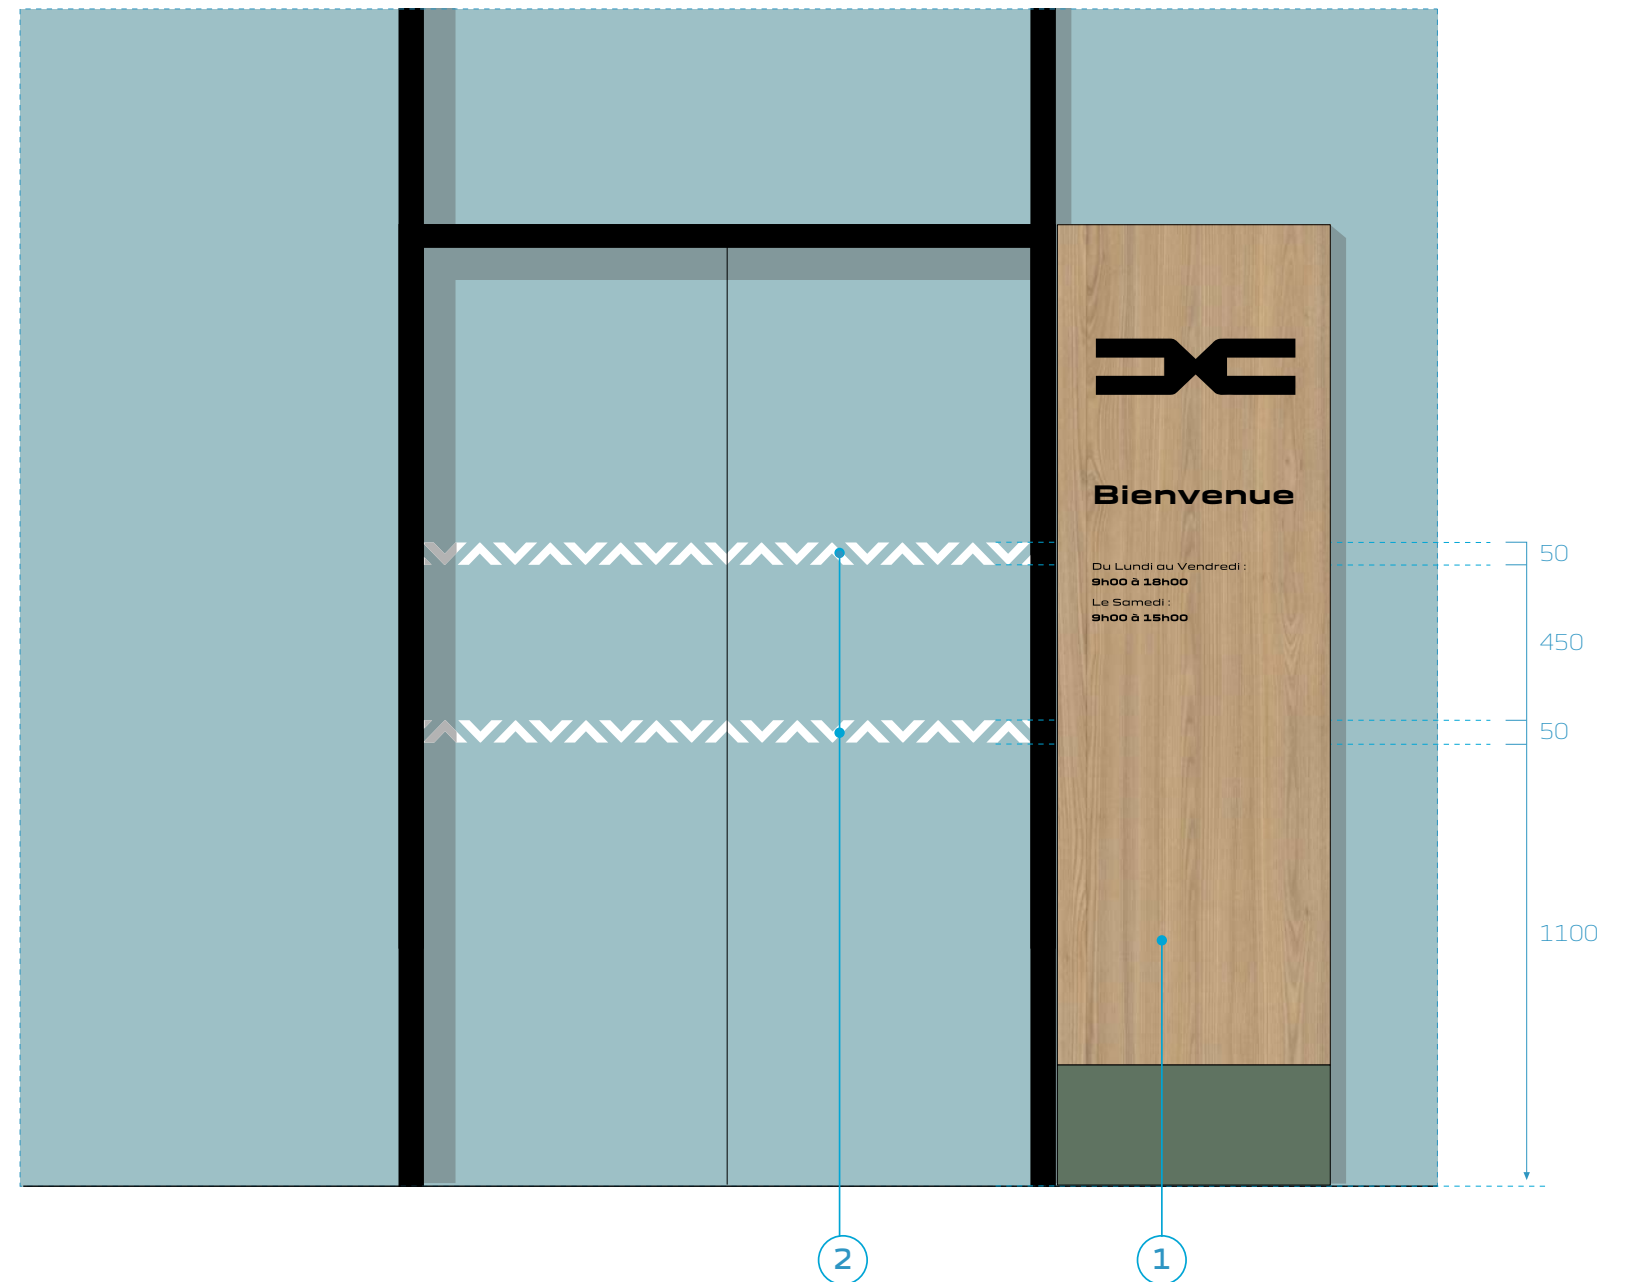 Bienvenue
Du Lundi au Vendredi :
9h00 à 18h00
Le Samedi :
9h00 à 15h00
50
450
50
1100
2
1